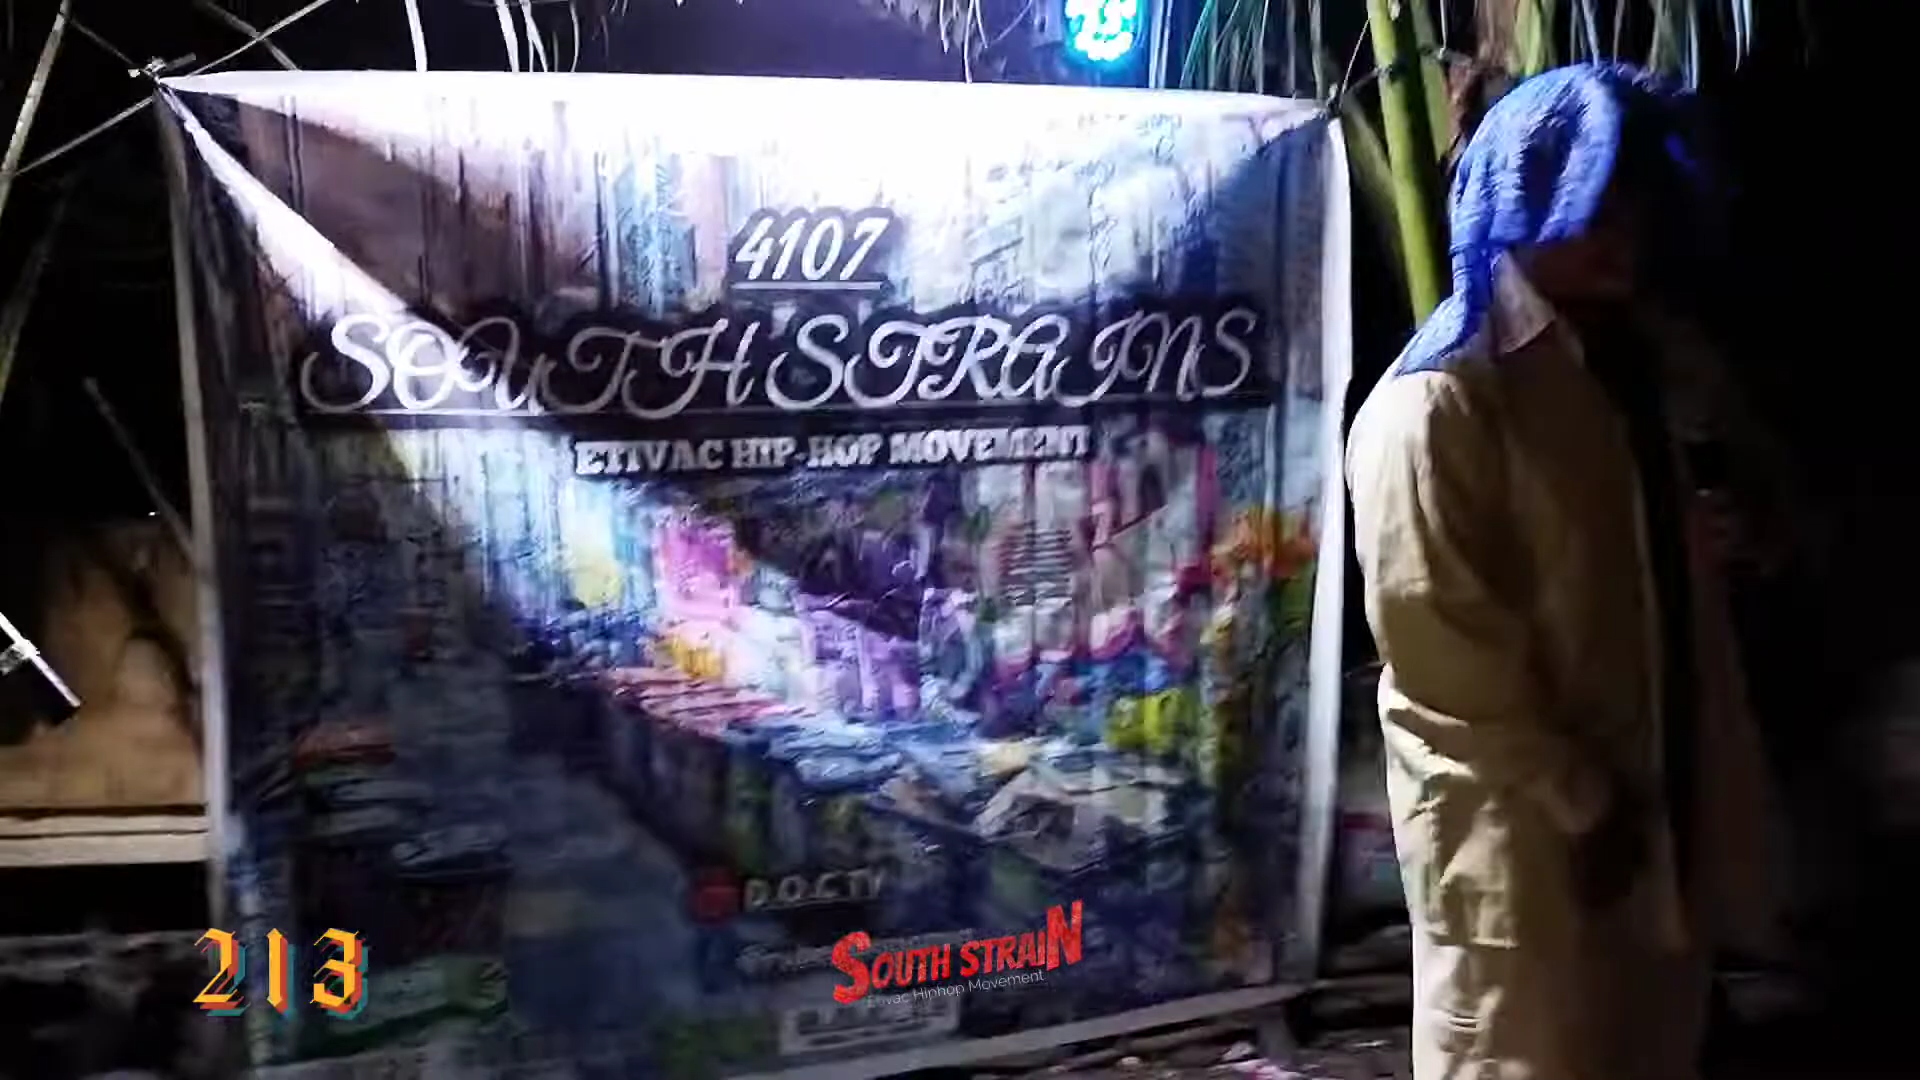 4107
SOUTH STRAINS
ETIVAC HIP-HOP MOVEMENT
D.O.C TV
213
SOUTH STRAIN
Etivac Hiphop Movement